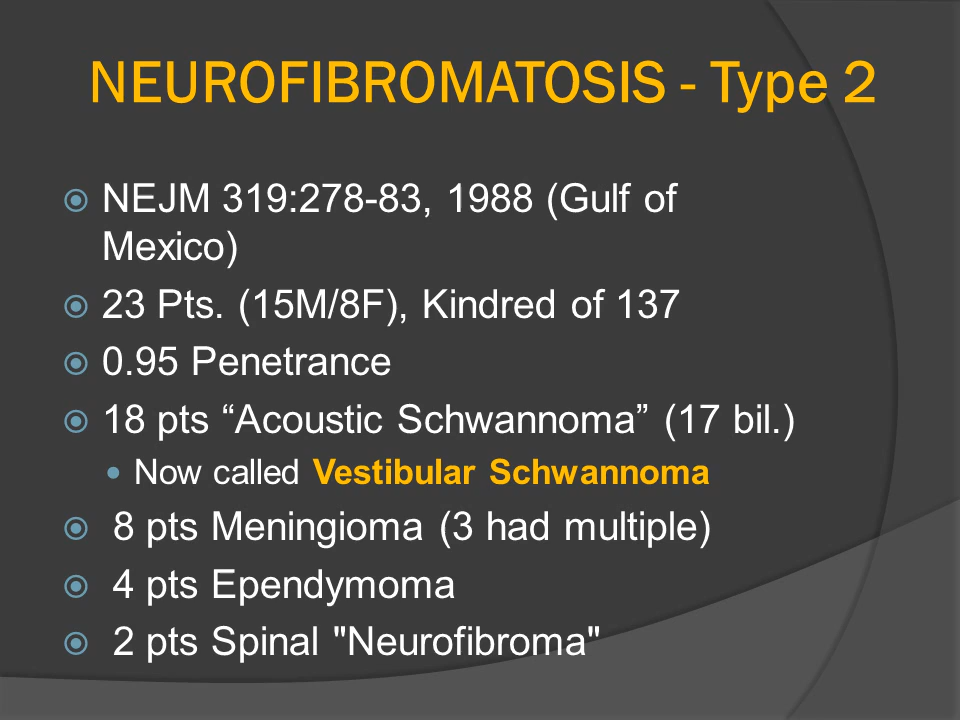 NEUROFIBROMATOSIS - Type 2
NEJM 319:278-83, 1988 (Gulf of
Mexico)
23 Pts. (15M/8F), Kindred of 137
0.95 Penetrance
18 pts “Acoustic Schwannoma” (17 bil.)
Now called Vestibular Schwannoma
8 pts Meningioma (3 had multiple)
4 pts Ependymoma
2 pts Spinal "Neurofibroma"